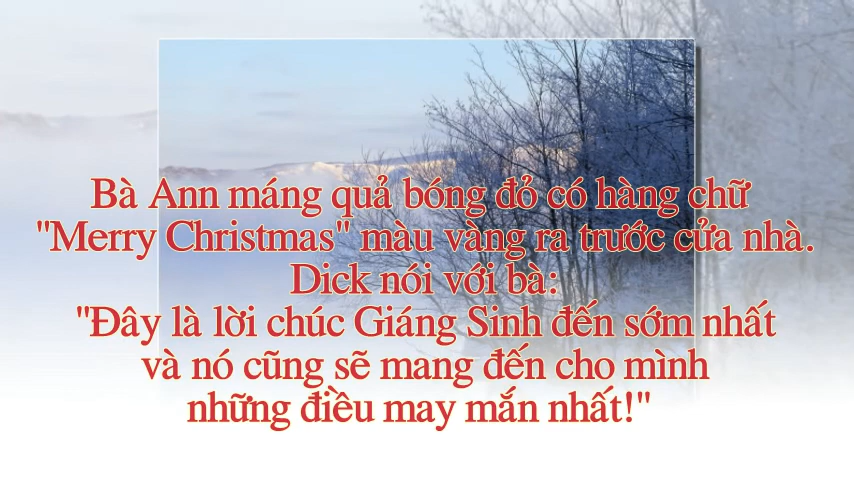 Bà Ann máng quả bóng đỏ có hàng chữ
"Merry Christmas" màu vàng ra trước cửa nhà.
Dick nói với bà:
"Đây là lời chúc Giáng Sinh đến sớm nhất
và nó cũng sẽ mang đến cho mình
những điều may mắn nhất!"